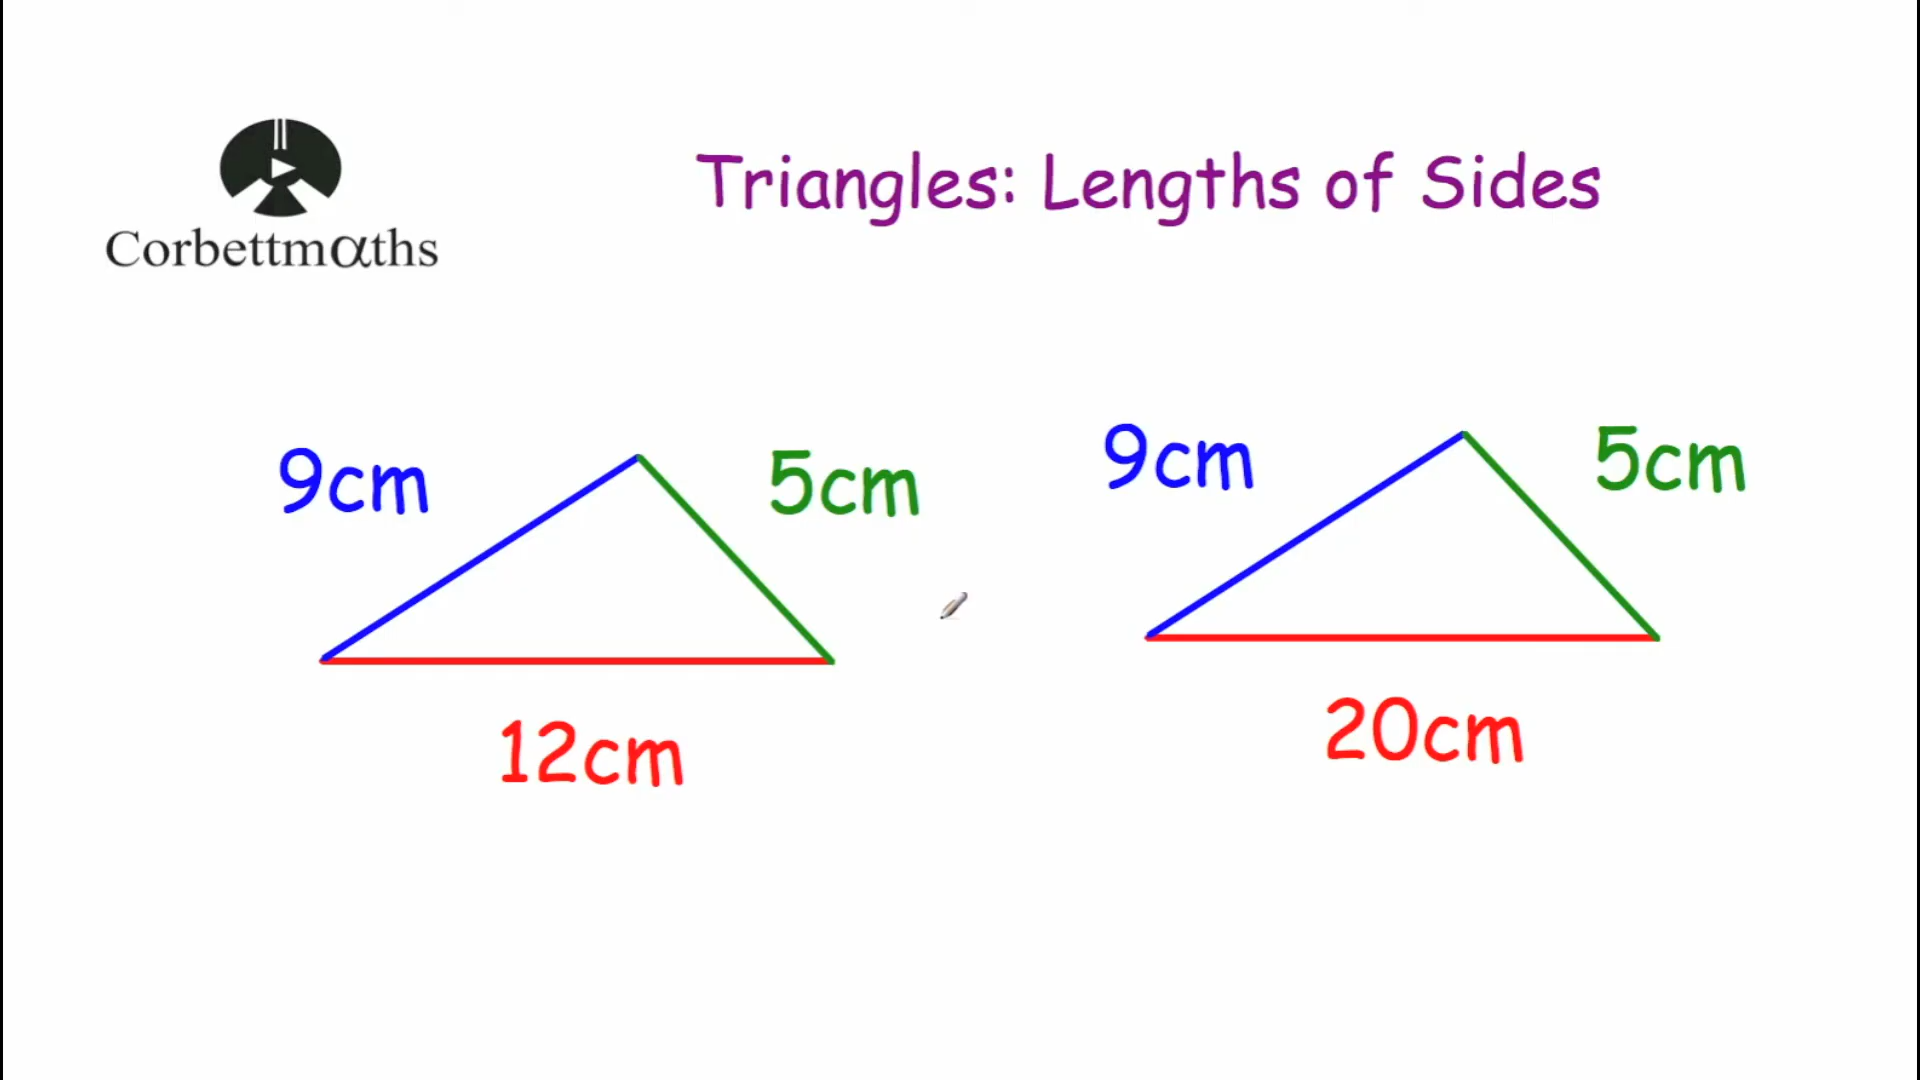 Corbettmαths
Triangles: Lengths of Sides
9cm
5cm
12cm
9cm
5cm
20cm